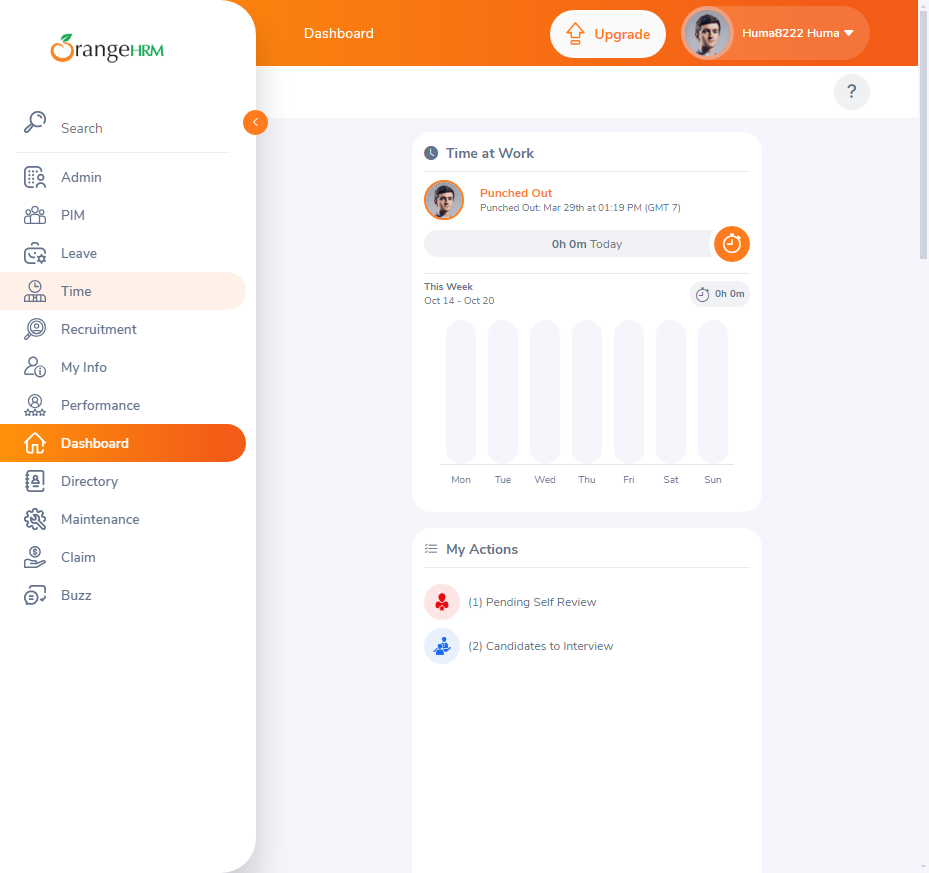 OrangeHRM
Dashboard
Upgrade
Huma8222 Huma
?
Search
Admin
PIM
Leave
Time
Recruitment
My Info
Performance
Dashboard
Directory
Maintenance
Claim
Buzz
Time at Work
Punched Out
Punched Out: Mar 29th at 01:19 PM (GMT 7)
0h 0m Today
This Week
Oct 14 - Oct 20
0h 0m
Mon Tue Wed Thu Fri Sat Sun
My Actions
(1) Pending Self Review
(2) Candidates to Interview